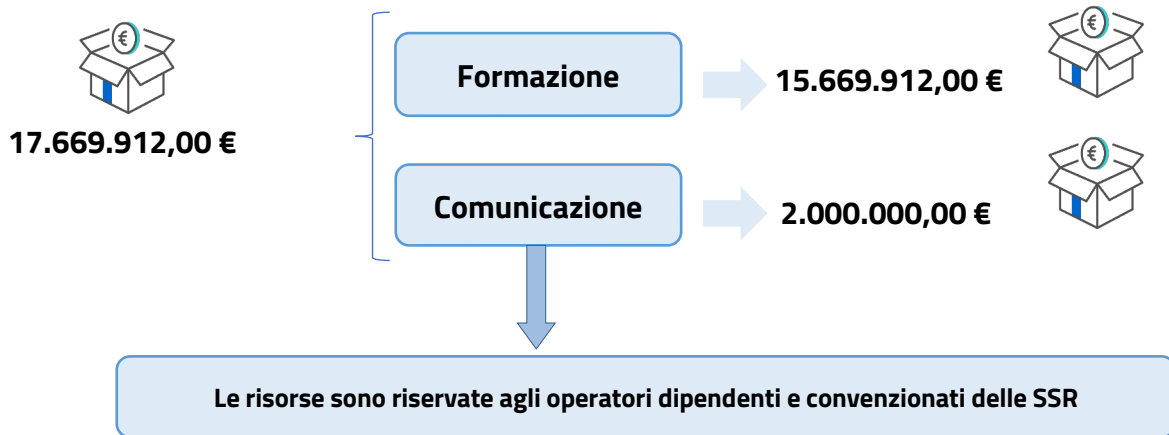 €
17.669.912,00 €
Formazione
15.669.912,00 €
€
Comunicazione
2.000.000,00 €
€
Le risorse sono riservate agli operatori dipendenti e convenzionati delle SSR